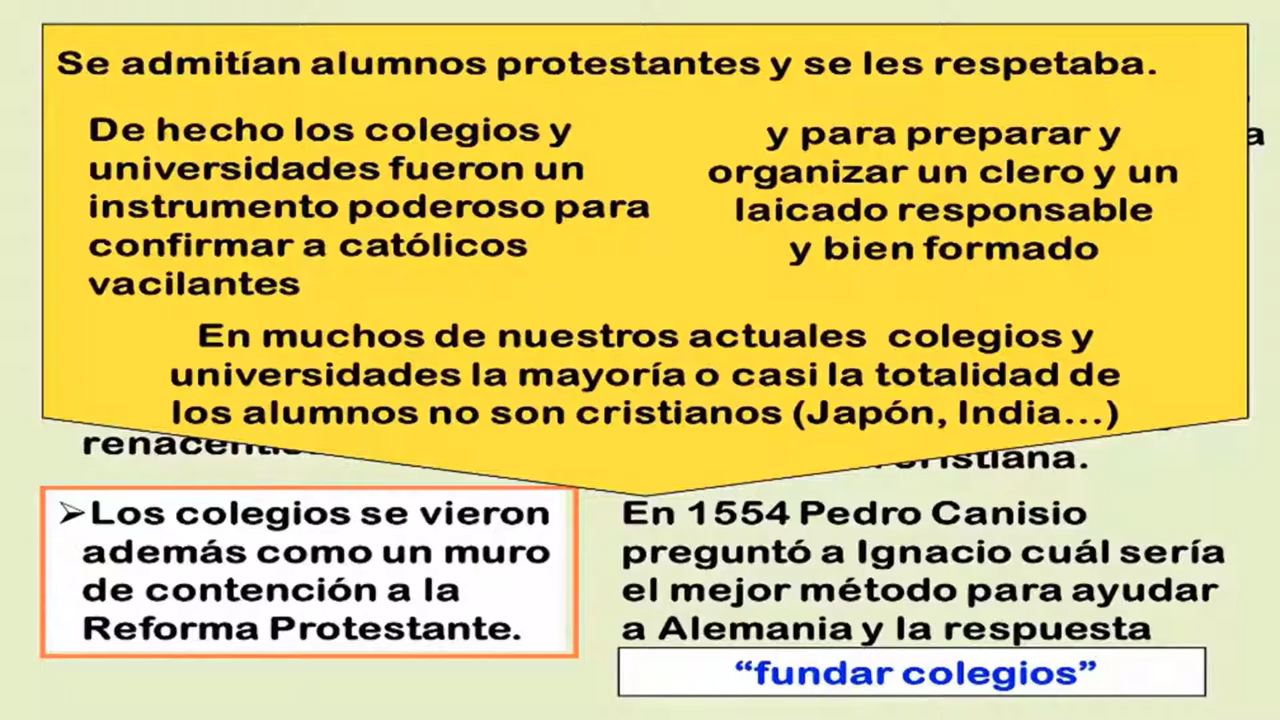 Se admitían alumnos protestantes y se les respetaba.
De hecho los colegios y
universidades fueron un
instrumento poderoso para
confirmar a católicos
vacilantes
y para preparar y
organizar un clero y un
laicado responsable
y bien formado
En muchos de nuestros actuales colegios y
universidades la mayoría o casi la totalidad de
los alumnos no son cristianos (Japón, India...)
➢Los colegios se vieron
además como un muro
de contención a la
Reforma Protestante.
En 1554 Pedro Canisio
preguntó a Ignacio cuál sería
el mejor método para ayudar
a Alemania y la respuesta
“fundar colegios”